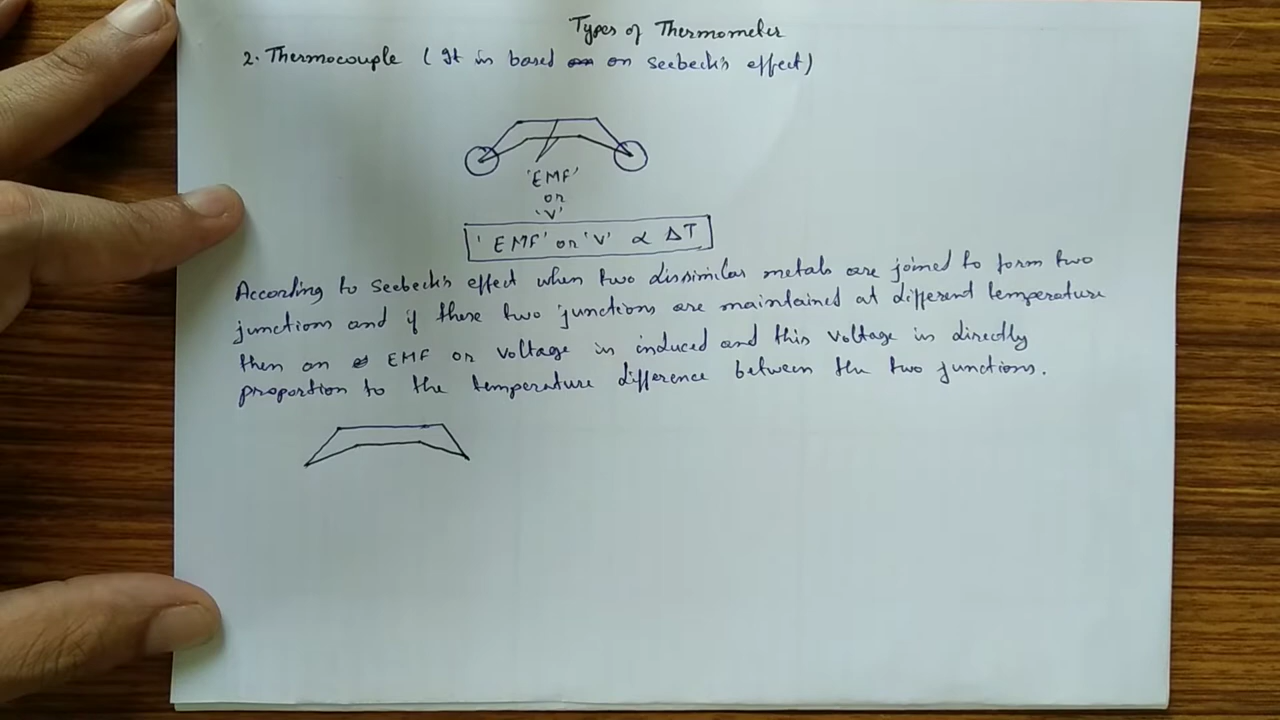 Types of Thermometer
2. Thermocouple (It is based on on Seebeck's effect)
'EMF'
or
'V'
'EMF' or 'V' ∝ ΔT
According to Seebeck's effect when two dissimilar metals are joined to form two
junctions and if these two junctions are maintained at different temperature
then an EMF or voltage is induced and this voltage is directly
proportion to the temperature difference between the two junctions.